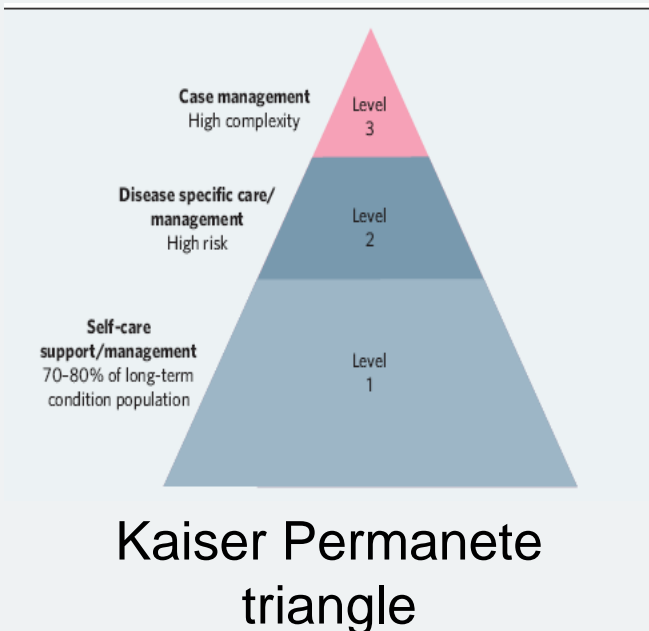 Case management
High complexity
Level
3
Disease specific care/
management
High risk
Level
2
Self-care
support/management
70-80% of long-term
condition population
Level
1
Kaiser Permanete
triangle